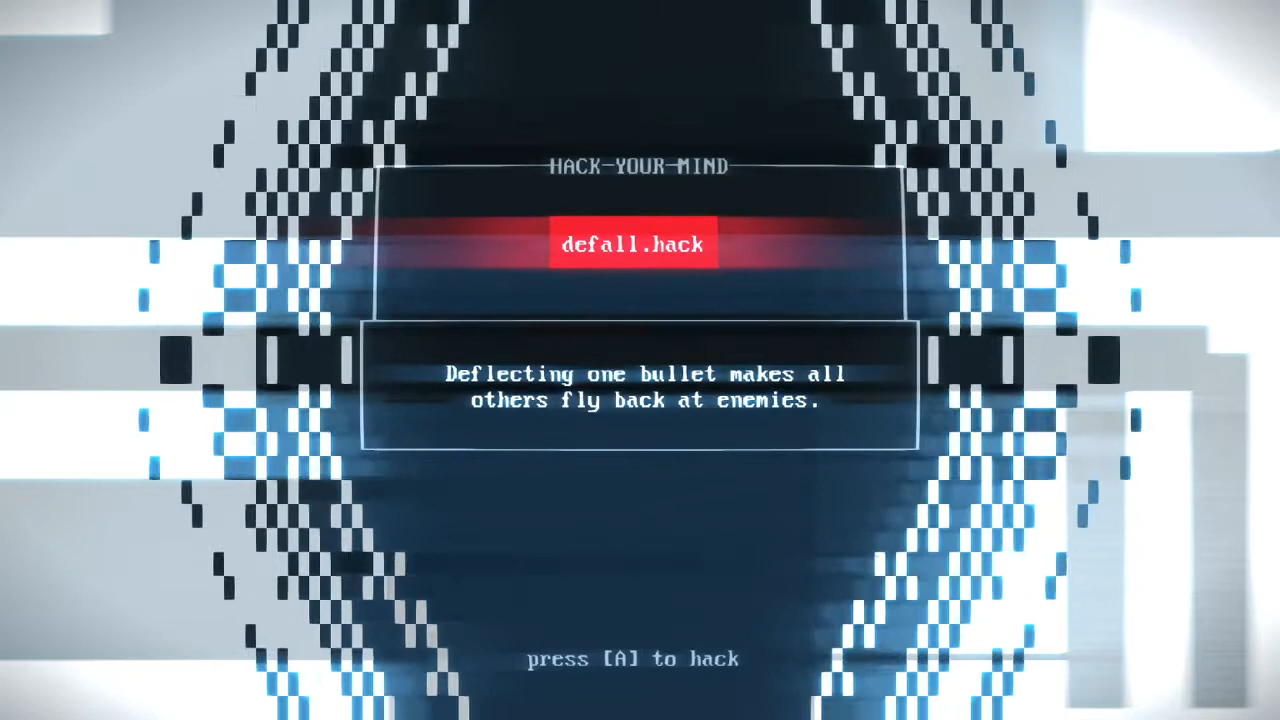 HACK-YOUR-MIND
defall.hack
Deflecting one bullet makes all
others fly back at enemies.
press [A] to hack